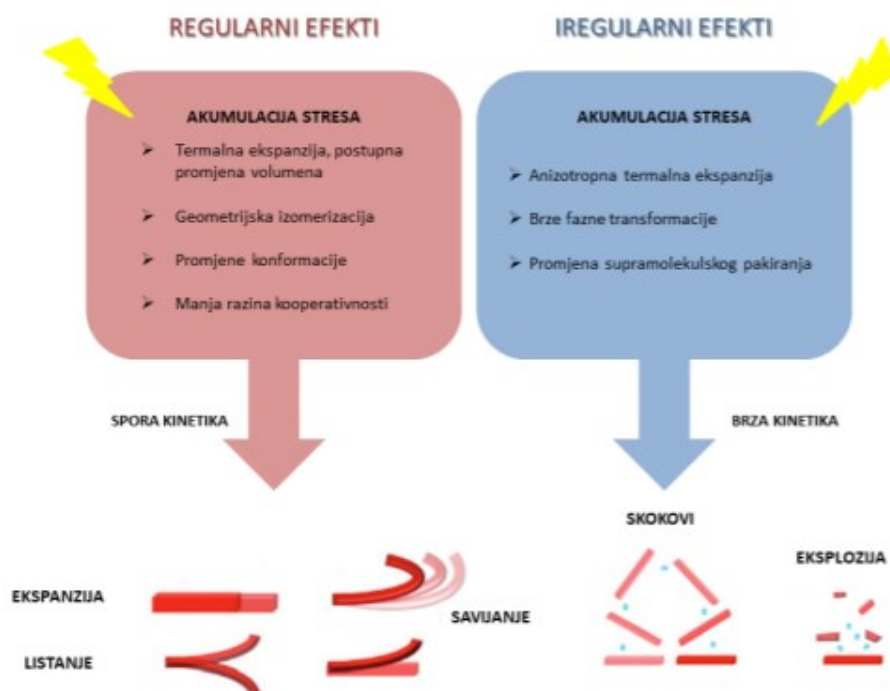 REGULARNI EFEKTI
AKUMULACIJA STRESA
Termalna ekspanzija, postupna
promjena volumena
Geometrijska izomerizacija
Promjene konformacije
Manja razina kooperativnosti
SPORA KINETIKA
EKSPANZIJA
SAVIJANJE
LISTANJE
IREGULARNI EFEKTI
AKUMULACIJA STRESA
Anizotropna termalna ekspanzija
Brze fazne transformacije
Promjena supramolekulskog pakiranja
BRZA KINETIKA
SKOKOVI
EKSPLOZIJA